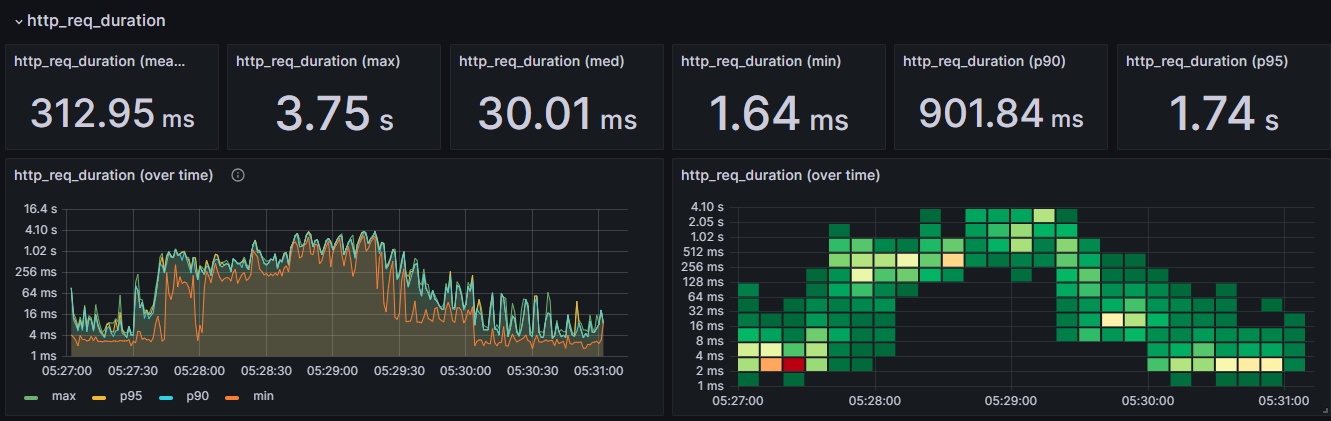 http_req_duration
http_req_duration (mea...
312.95 ms
http_req_duration (max)
3.75 s
http_req_duration (med)
30.01 ms
http_req_duration (min)
1.64 ms
http_req_duration (p90)
901.84 ms
http_req_duration (p95)
1.74 s
http_req_duration (over time)
16.4 s
4.10 s
1.02 s
256 ms
64 ms
16 ms
4 ms
1 ms
05:27:00 05:27:30 05:28:00 05:28:30 05:29:00 05:29:30 05:30:00 05:30:30 05:31:00
max p95 p90 min
http_req_duration (over time)
4.10 s
2.05 s
1.02 s
512 ms
256 ms
128 ms
64 ms
32 ms
16 ms
8 ms
4 ms
2 ms
1 ms
05:27:00 05:28:00 05:29:00 05:30:00 05:31:00